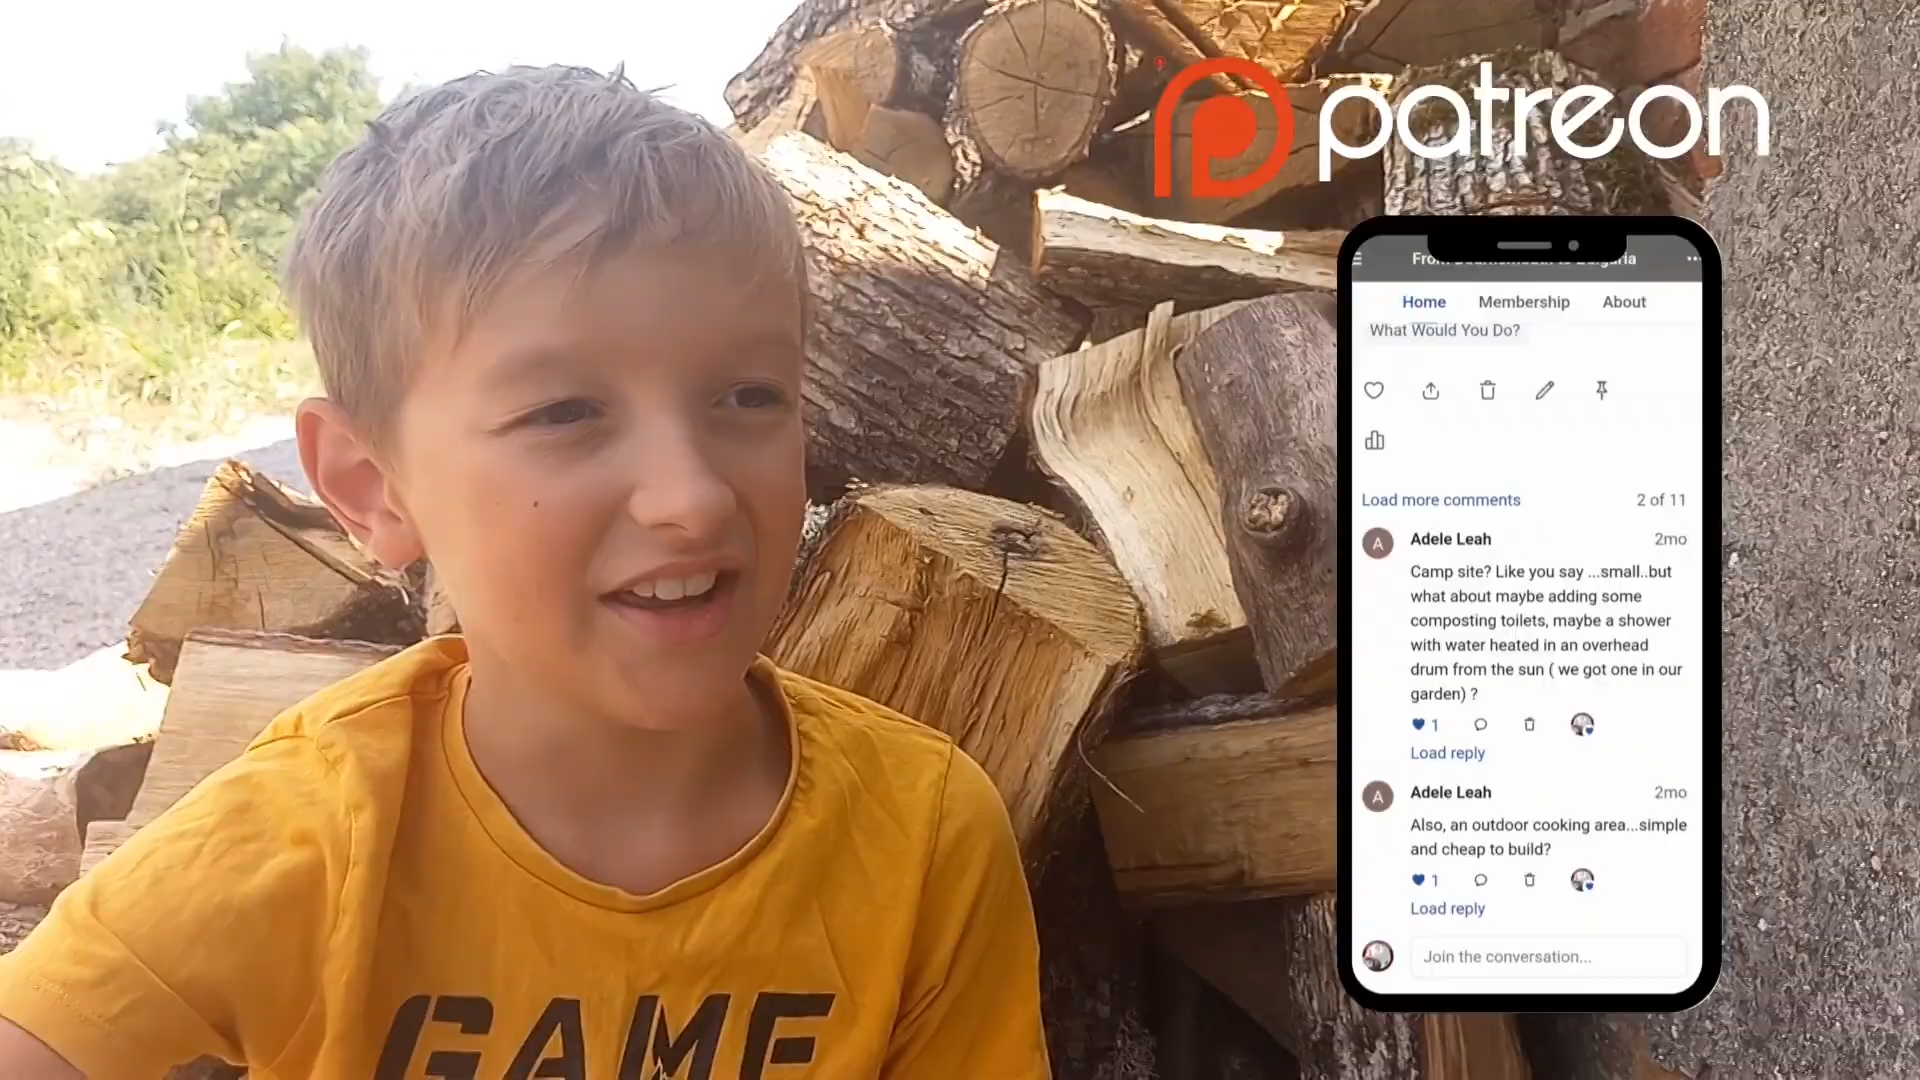 patreon
Home Membership About
What Would You Do?
Load more comments 2 of 11
A Adele Leah 2mo
Camp site? Like you say ...small..but
what about maybe adding some
composting toilets, maybe a shower
with water heated in an overhead
drum from the sun ( we got one in our
garden) ?
1
Load reply
A Adele Leah 2mo
Also, an outdoor cooking area...simple
and cheap to build?
1
Load reply
Join the conversation...
GAME